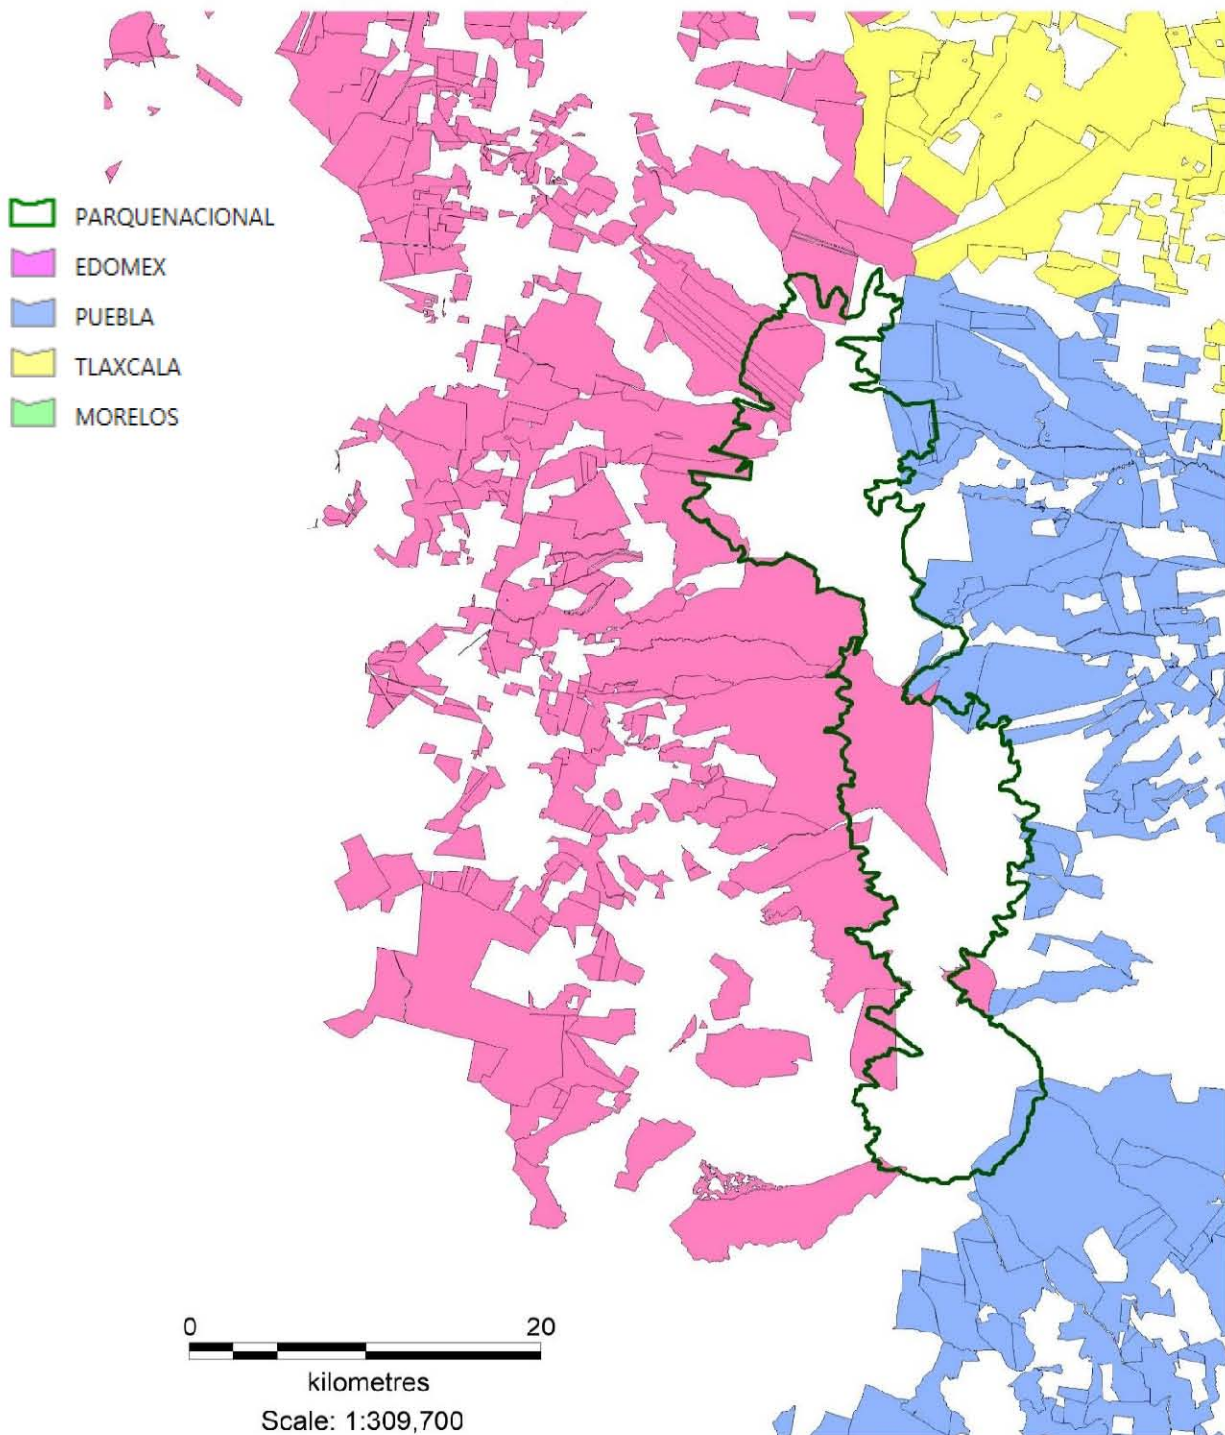 PARQUENACIONAL
EDOMEX
PUEBLA
TLAXCALA
MORELOS
0 20
kilometres
Scale: 1:309,700